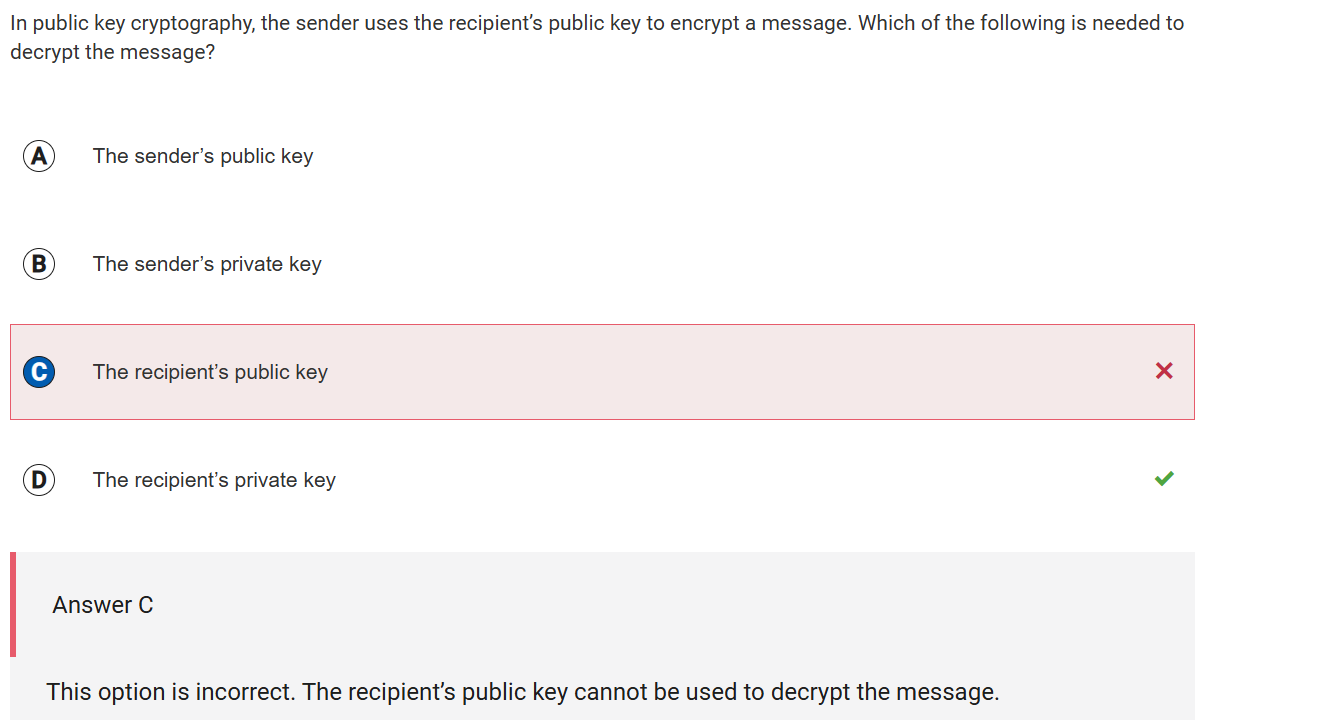 In public key cryptography, the sender uses the recipient’s public key to encrypt a message. Which of the following is needed to
decrypt the message?
A The sender’s public key
B The sender’s private key
C The recipient’s public key
D The recipient’s private key
Answer C
This option is incorrect. The recipient’s public key cannot be used to decrypt the message.